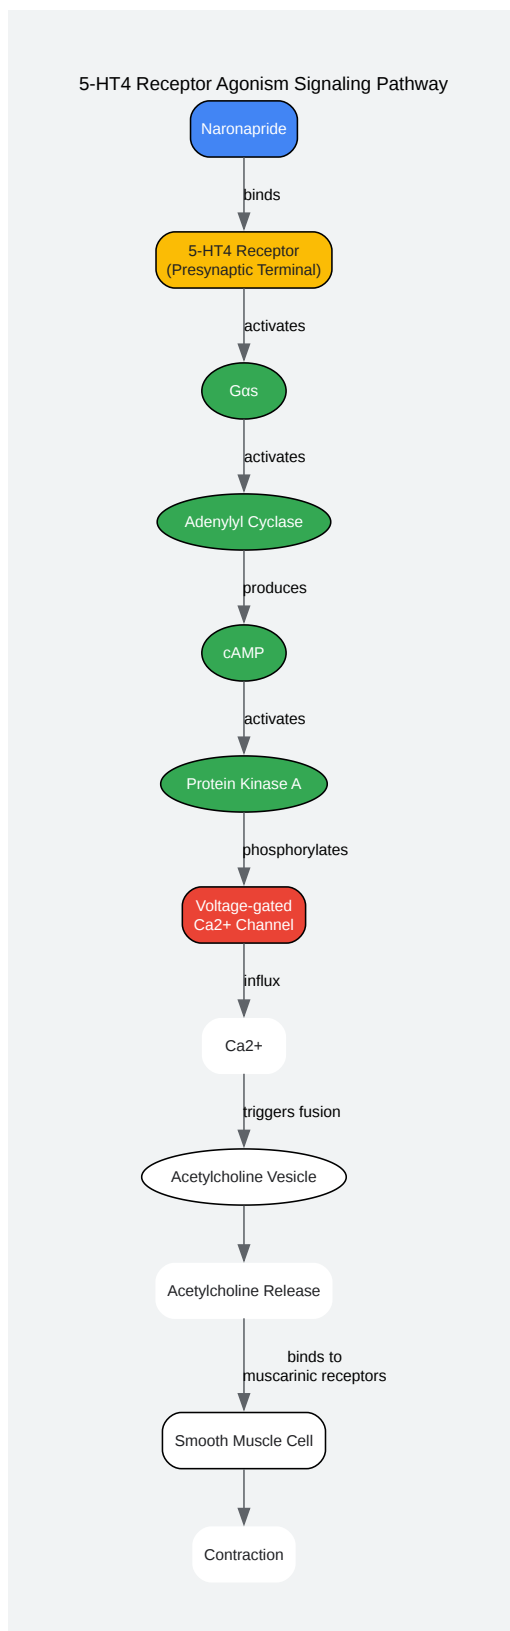 5-HT4 Receptor Agonism Signaling Pathway
Naronapride
binds
5-HT4 Receptor
(Presynaptic Terminal)
activates
Gαs
activates
Adenylyl Cyclase
produces
cAMP
activates
Protein Kinase A
phosphorylates
Voltage-gated
Ca2+ Channel
influx
Ca2+
triggers fusion
Acetylcholine Vesicle
Acetylcholine Release
binds to
muscarinic receptors
Smooth Muscle Cell
Contraction